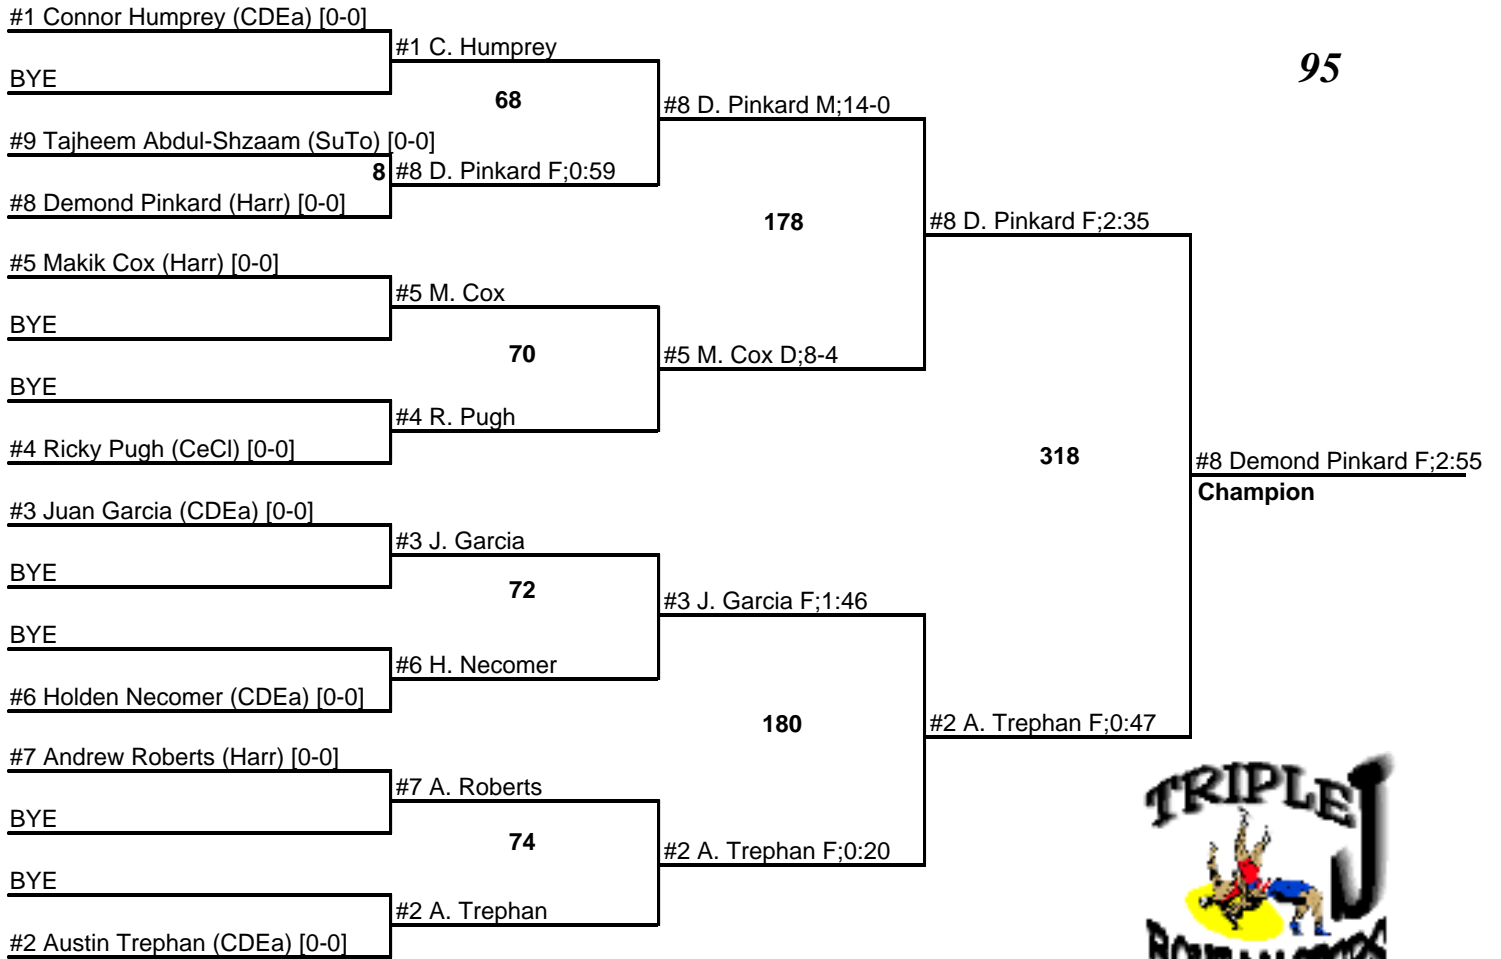 #1 Connor Humprey (CDEa) [0-0]
BYE
#9 Tajheem Abdul-Shzaam (SuTo) [0-0]
#8 Demond Pinkard (Harr) [0-0]
#5 Makik Cox (Harr) [0-0]
BYE
BYE
#4 Ricky Pugh (CeCl) [0-0]
#3 Juan Garcia (CDEa) [0-0]
BYE
BYE
#6 Holden Necomer (CDEa) [0-0]
#7 Andrew Roberts (Harr) [0-0]
BYE
BYE
#2 Austin Trephan (CDEa) [0-0]
8
#1 C. Humprey
68
#8 D. Pinkard F;0:59
#5 M. Cox
70
#4 R. Pugh
#3 J. Garcia
72
#6 H. Necomer
#7 A. Roberts
74
#2 A. Trephan
#8 D. Pinkard M;14-0
178
#5 M. Cox D;8-4
#3 J. Garcia F;1:46
180
#2 A. Trephan F;0:20
#8 D. Pinkard F;2:35
318
#2 A. Trephan F;0:47
95
#8 Demond Pinkard F;2:55
Champion
TRIPLE J